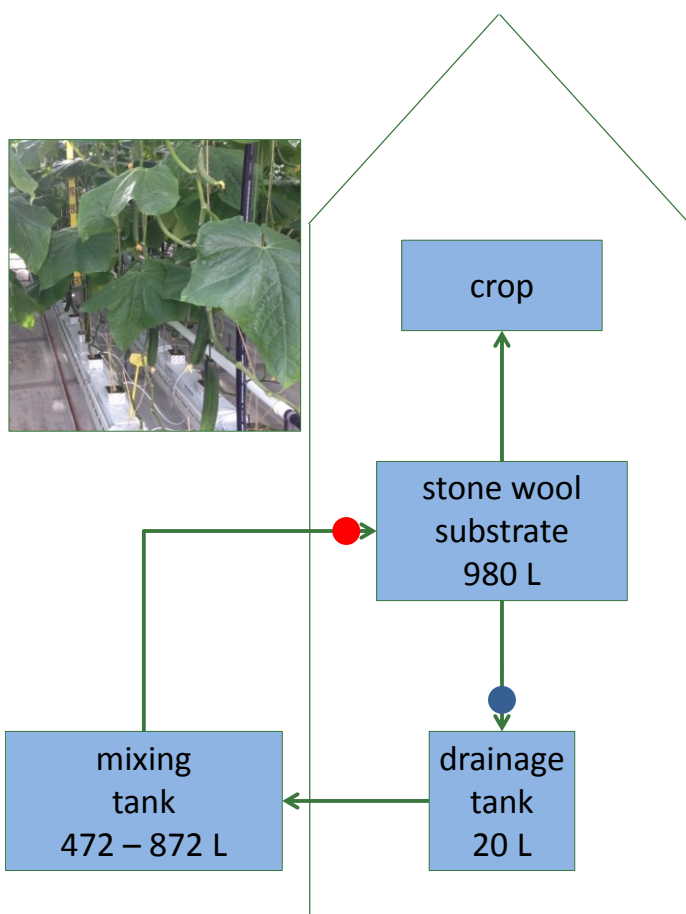 crop
stone wool
substrate
980 L
mixing
tank
472 – 872 L
drainage
tank
20 L